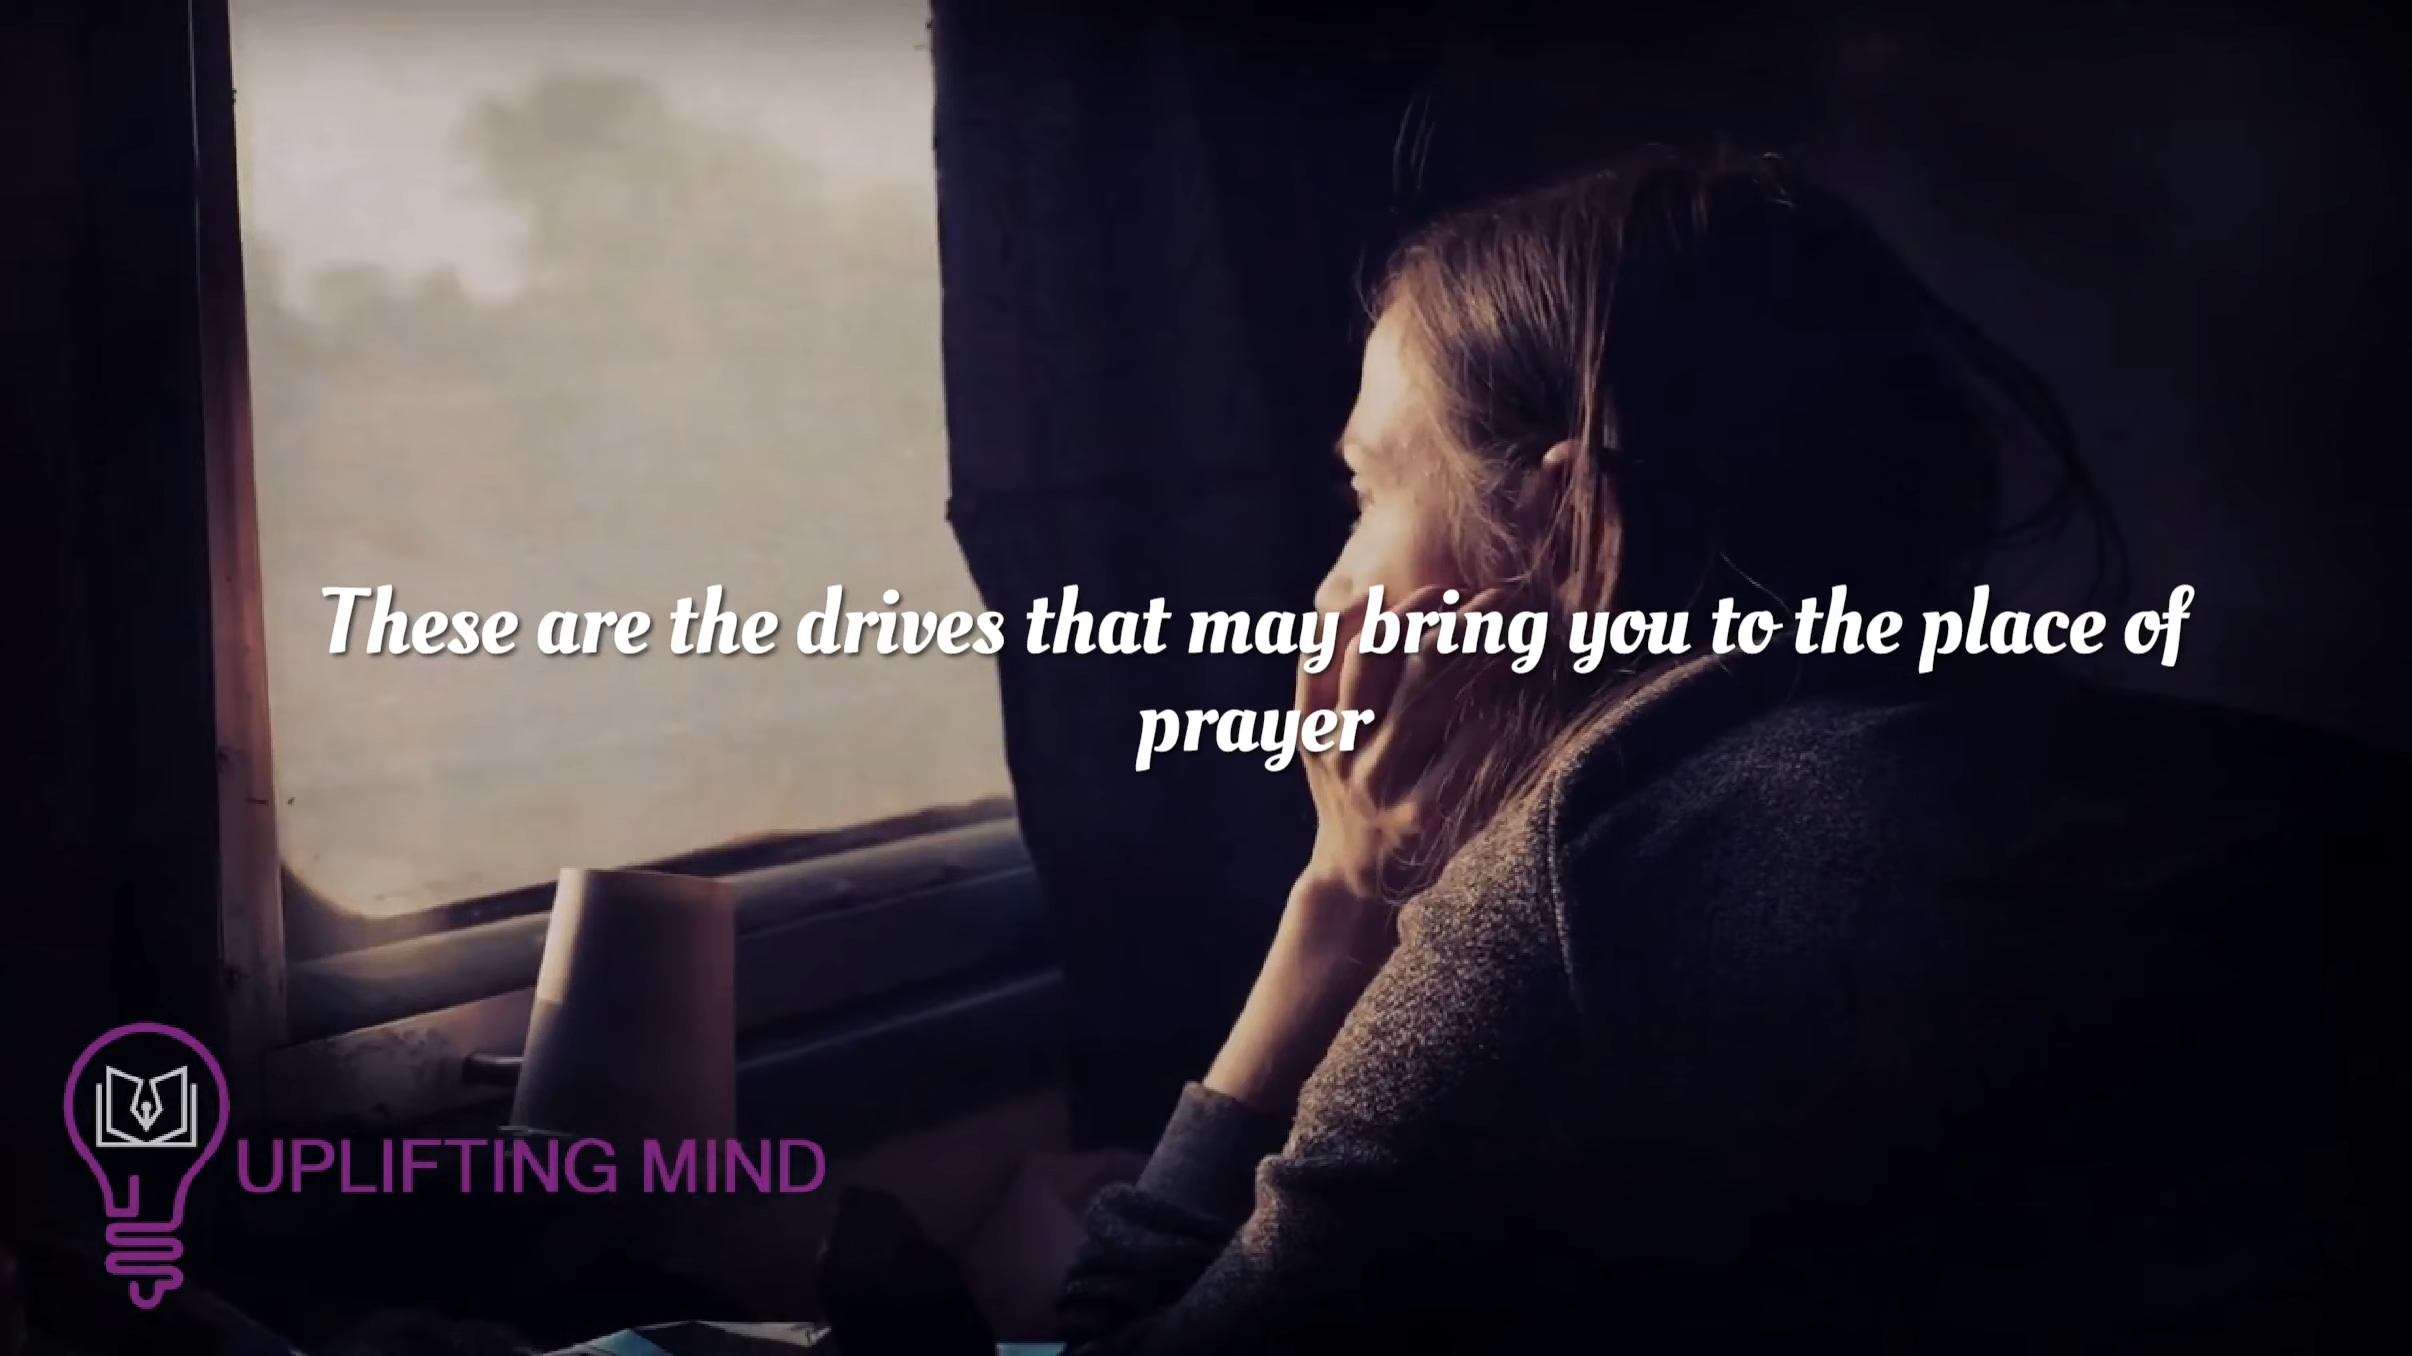 These are the drives that may bring you to the place of
prayer
UPLIFTING MIND